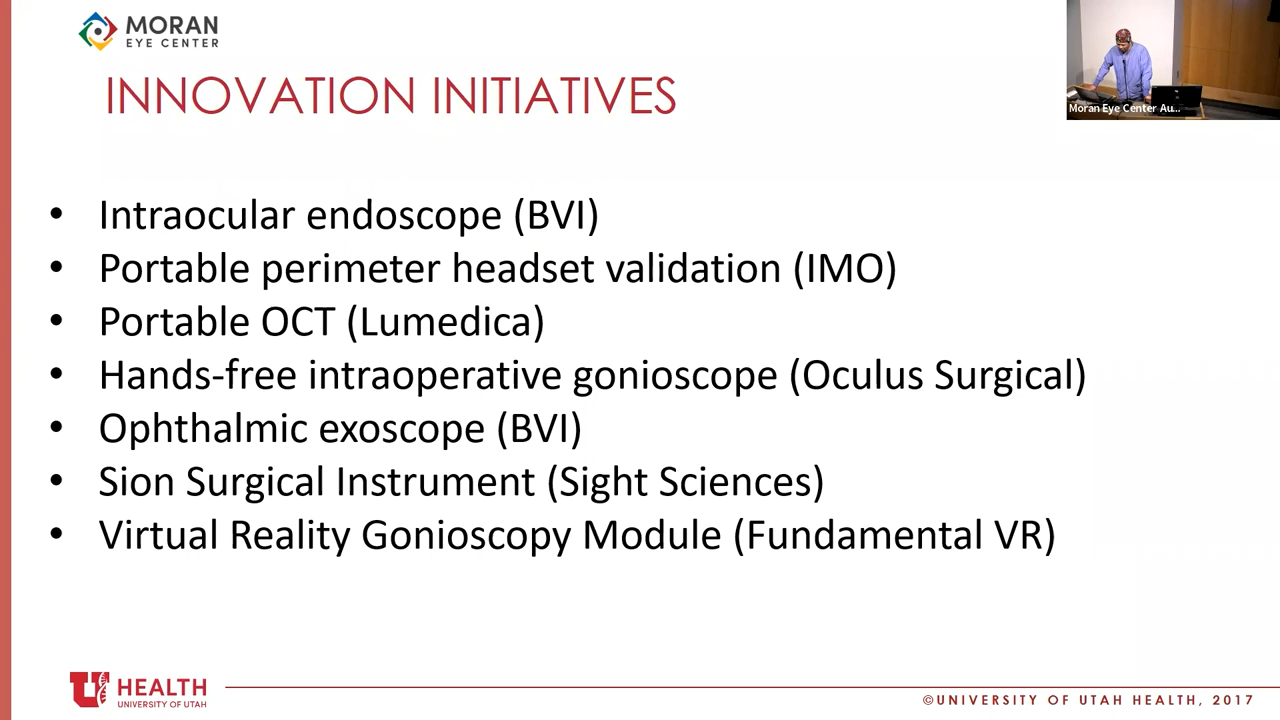 MORAN
EYE CENTER
INNOVATION INITIATIVES
Moran Eye Center Au...
• Intraocular endoscope (BVI)
• Portable perimeter headset validation (IMO)
• Portable OCT (Lumedica)
• Hands-free intraoperative gonioscope (Oculus Surgical)
• Ophthalmic exoscope (BVI)
• Sion Surgical Instrument (Sight Sciences)
• Virtual Reality Gonioscopy Module (Fundamental VR)
U HEALTH
UNIVERSITY OF UTAH
©UNIVERSITY OF UTAH HEALTH, 2017